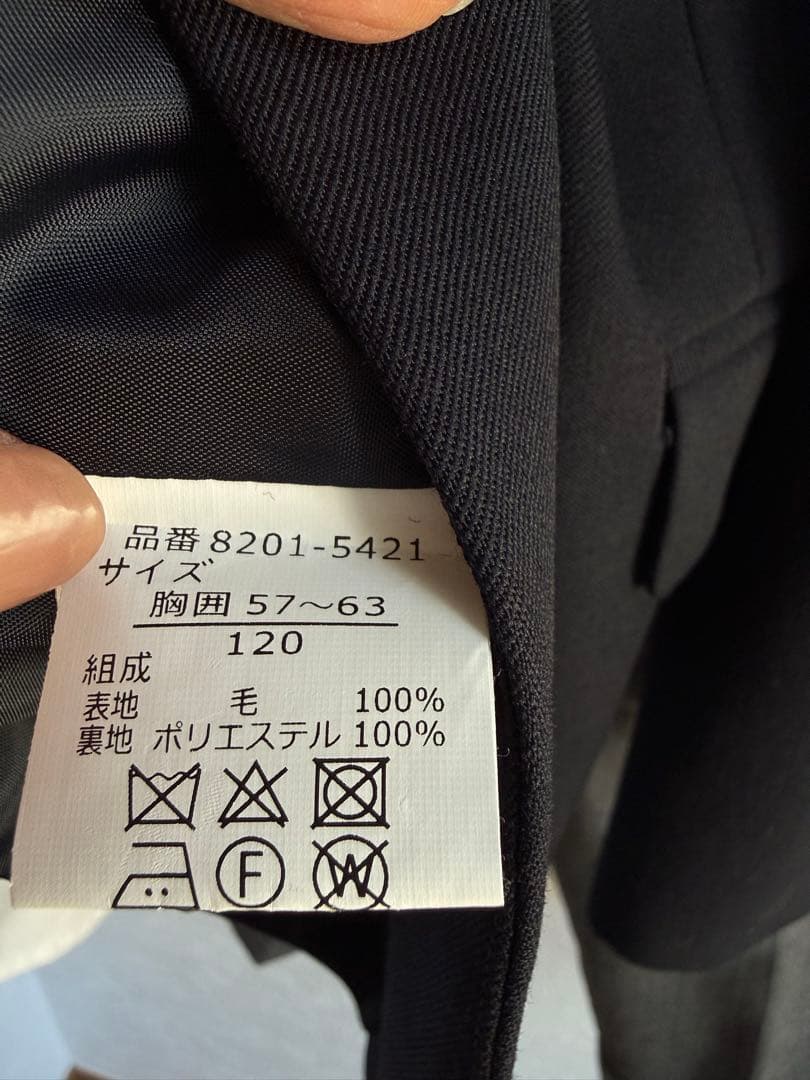 品番 8201-5421
サイズ
胸囲 57～63
120
組成
表地 毛 100%
裏地 ポリエステル 100%
F W